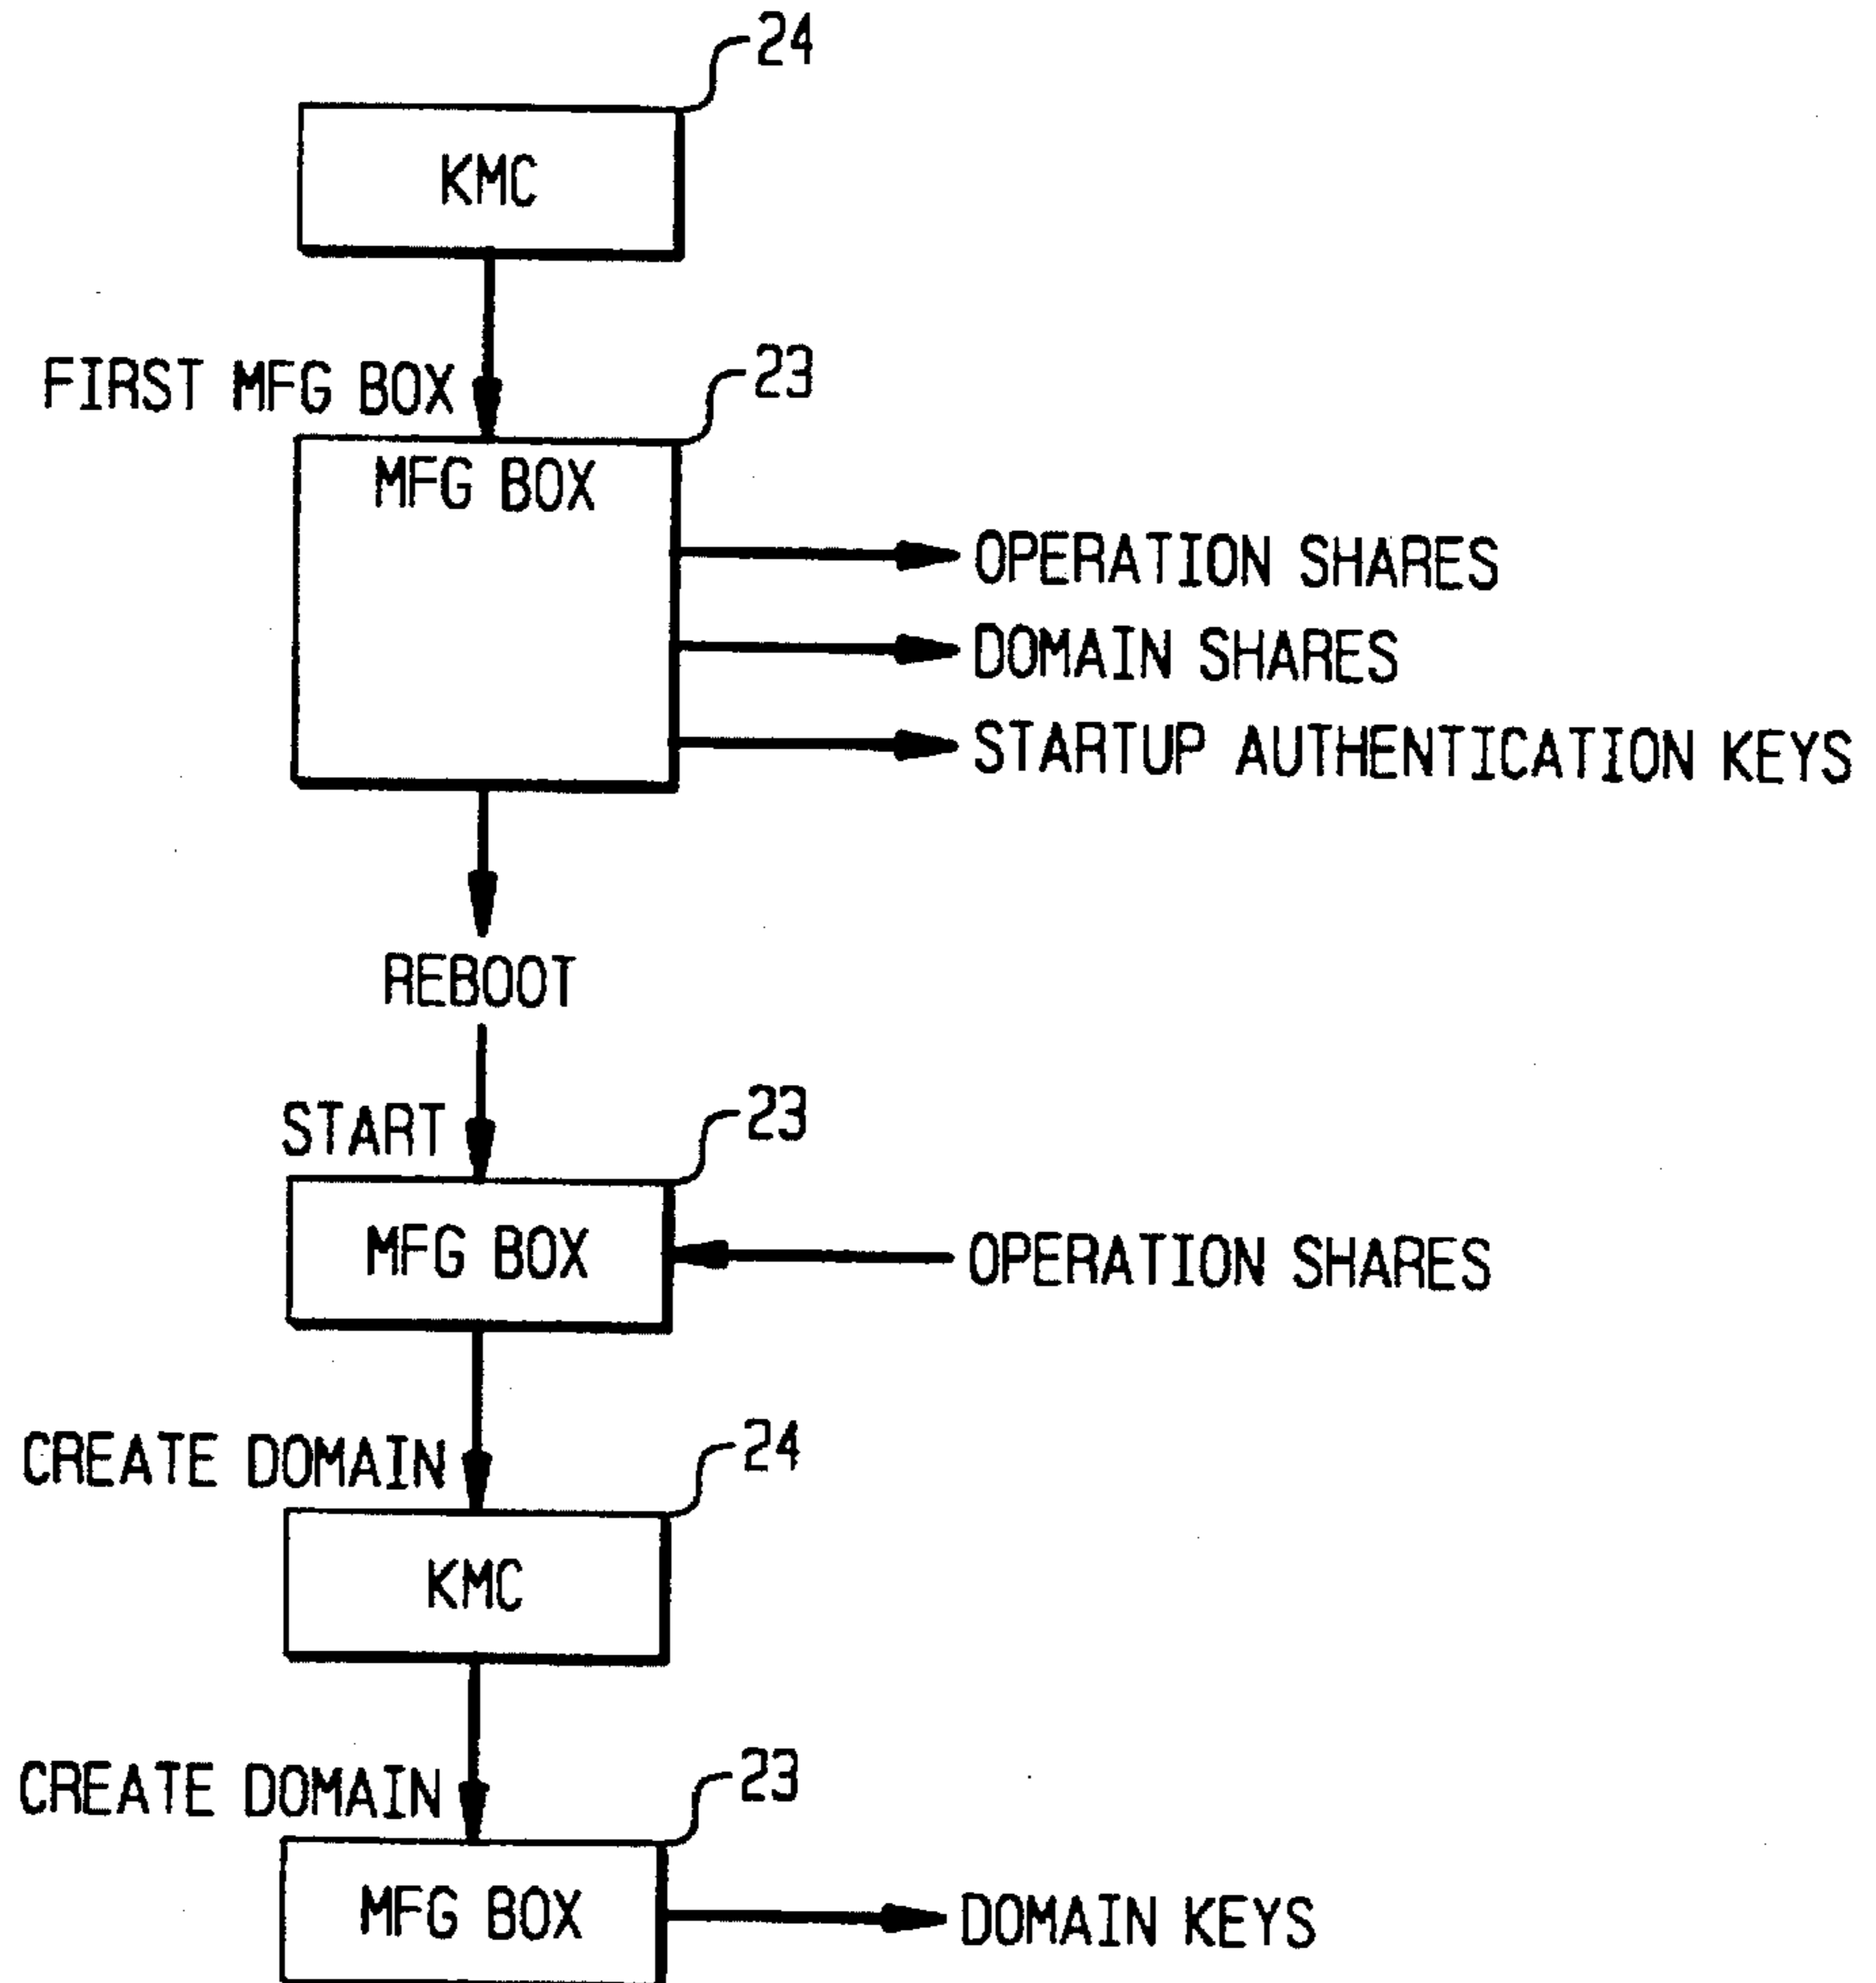 24
KMC
FIRST MFG BOX
23
MFG BOX
OPERATION SHARES
DOMAIN SHARES
STARTUP AUTHENTICATION KEYS
REBOOT
START
23
MFG BOX
OPERATION SHARES
CREATE DOMAIN
24
KMC
CREATE DOMAIN
23
MFG BOX
DOMAIN KEYS